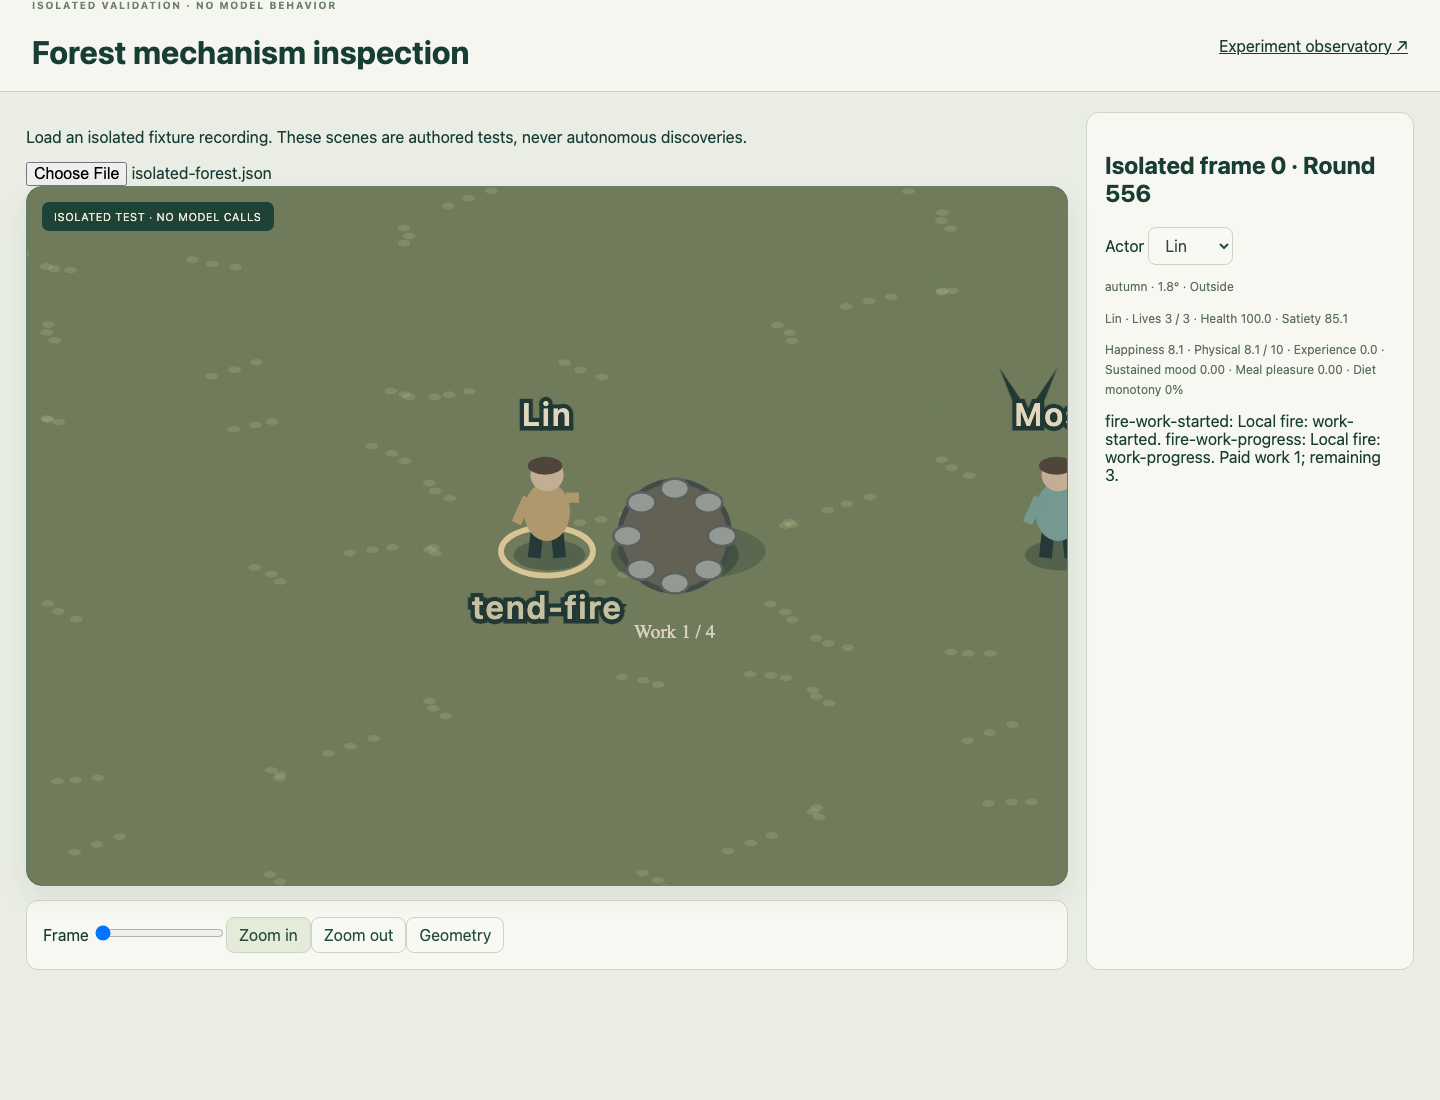 ISOLATED VALIDATION · NO MODEL BEHAVIOR
Forest mechanism inspection
Experiment observatory ↗
Load an isolated fixture recording. These scenes are authored tests, never autonomous discoveries.
Choose File isolated-forest.json
ISOLATED TEST · NO MODEL CALLS
Lin
Mos
tend-fire
Work 1 / 4
Frame
Zoom in
Zoom out
Geometry
Isolated frame 0 · Round
556
Actor Lin
autumn · 1.8° · Outside
Lin · Lives 3 / 3 · Health 100.0 · Satiety 85.1
Happiness 8.1 · Physical 8.1 / 10 · Experience 0.0 ·
Sustained mood 0.00 · Meal pleasure 0.00 · Diet
monotony 0%
fire-work-started: Local fire: work-
started. fire-work-progress: Local fire:
work-progress. Paid work 1; remaining
3.